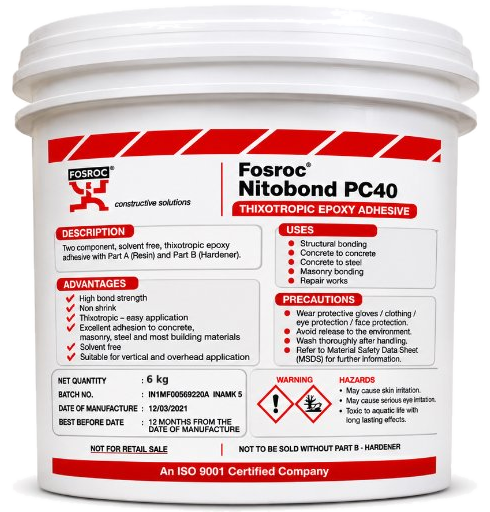 FOSROC®
constructive solutions
Fosroc®
Nitobond PC40
THIXOTROPIC EPOXY ADHESIVE
DESCRIPTION
Two component, solvent free, thixotropic epoxy
adhesive with Part A (Resin) and Part B (Hardener).
ADVANTAGES
High bond strength
Non shrink
Thixotropic – easy application
Excellent adhesion to concrete,
masonry, steel and most building materials
Solvent free
Suitable for vertical and overhead application
USES
Structural bonding
Concrete to concrete
Concrete to steel
Masonry bonding
Repair works
PRECAUTIONS
Wear protective gloves / clothing /
eye protection / face protection.
Avoid release to the environment.
Wash thoroughly after handling.
Refer to Material Safety Data Sheet
(MSDS) for further information.
NET QUANTITY : 6 kg
BATCH NO. : IN1MF00569220A INAMK 5
DATE OF MANUFACTURE : 12/03/2021
BEST BEFORE DATE : 12 MONTHS FROM THE
DATE OF MANUFACTURE
WARNING
HAZARDS
• May cause skin irritation.
• May cause serious eye irritation.
• Toxic to aquatic life with
long lasting effects.
NOT FOR RETAIL SALE
NOT TO BE SOLD WITHOUT PART B - HARDENER
An ISO 9001 Certified Company